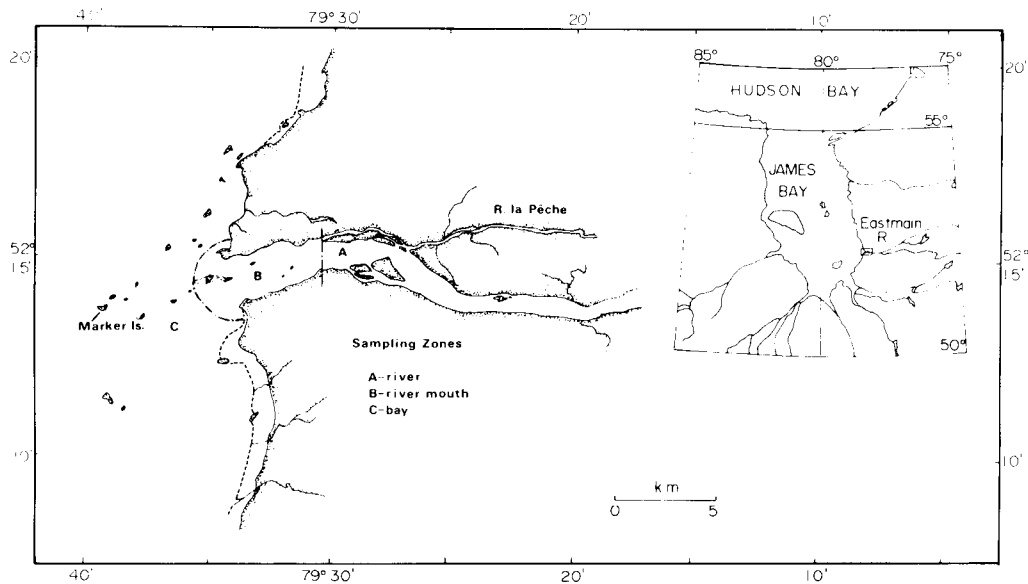 40' 79°30' 20' 10'
20'
85° 80° 75°
20'
HUDSON BAY
55°
JAMES
BAY
R. la Pêche
Eastmain
R
52°
15'
A
B
52°
15'
Marker Is. C
Sampling Zones
50°
A-river
B-river mouth
C-bay
10'
10'
km
0 5
40' 79°30' 20' 10'